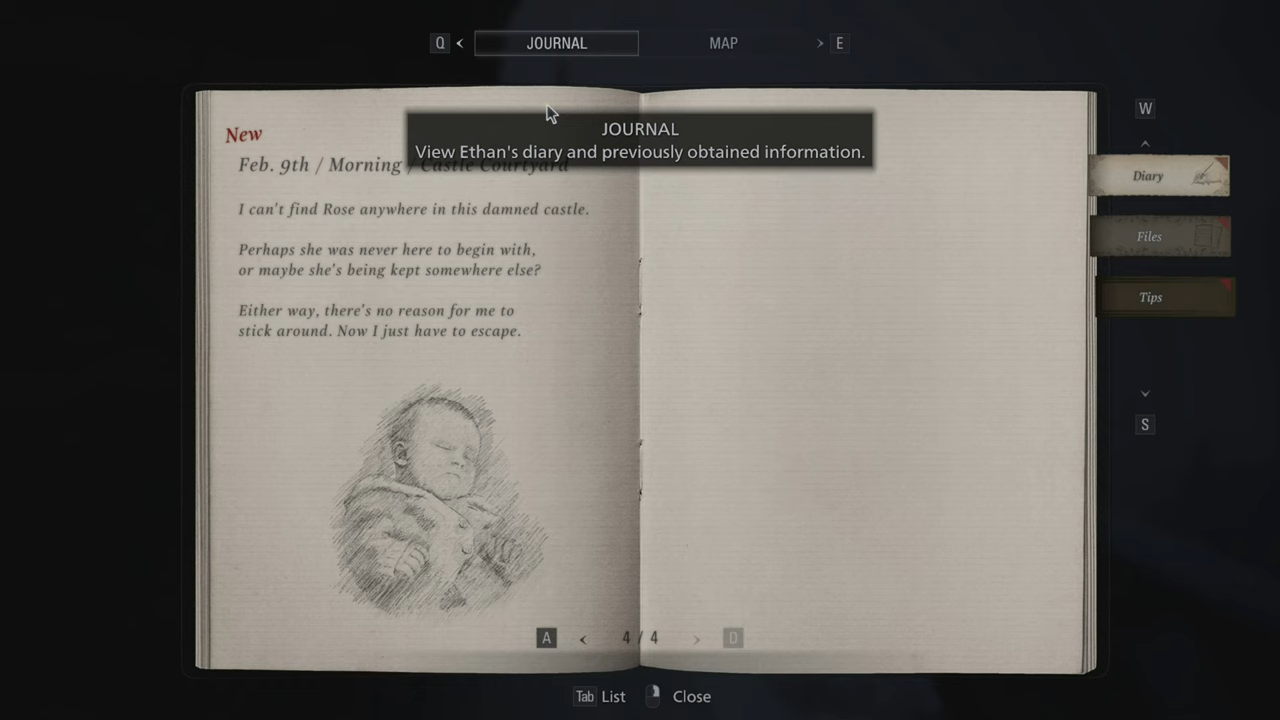 Q < JOURNAL MAP > E
JOURNAL
View Ethan's diary and previously obtained information.
New
Feb. 9th / Morning / Castle Courtyard
I can't find Rose anywhere in this damned castle.
Perhaps she was never here to begin with,
or maybe she's being kept somewhere else?
Either way, there's no reason for me to
stick around. Now I just have to escape.
W
Diary
Files
Tips
S
A < 4 / 4 > D
Tab List Close